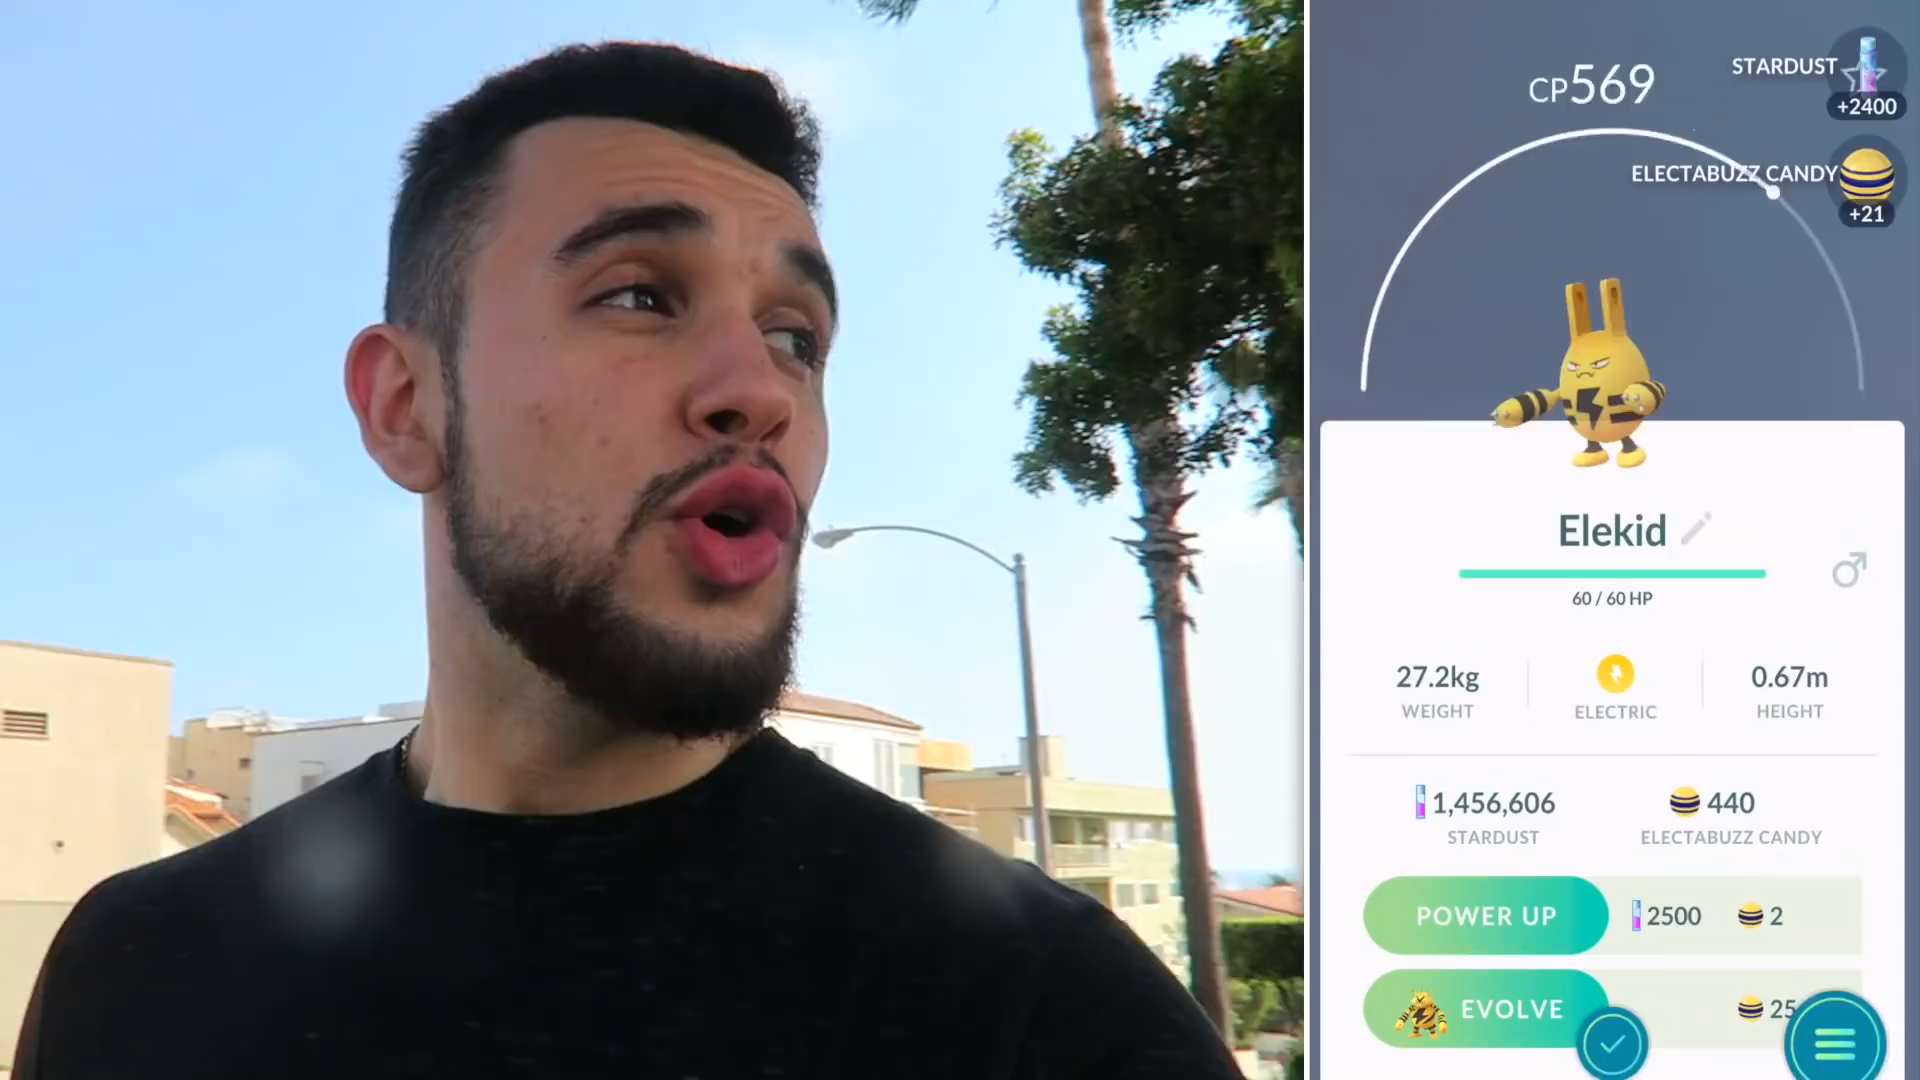 CP569
STARDUST
+2400
ELECTABUZZ CANDY
+21
Elekid
60 / 60 HP
27.2kg
WEIGHT
ELECTRIC
0.67m
HEIGHT
1,456,606
STARDUST
440
ELECTABUZZ CANDY
POWER UP 2500 2
EVOLVE 25